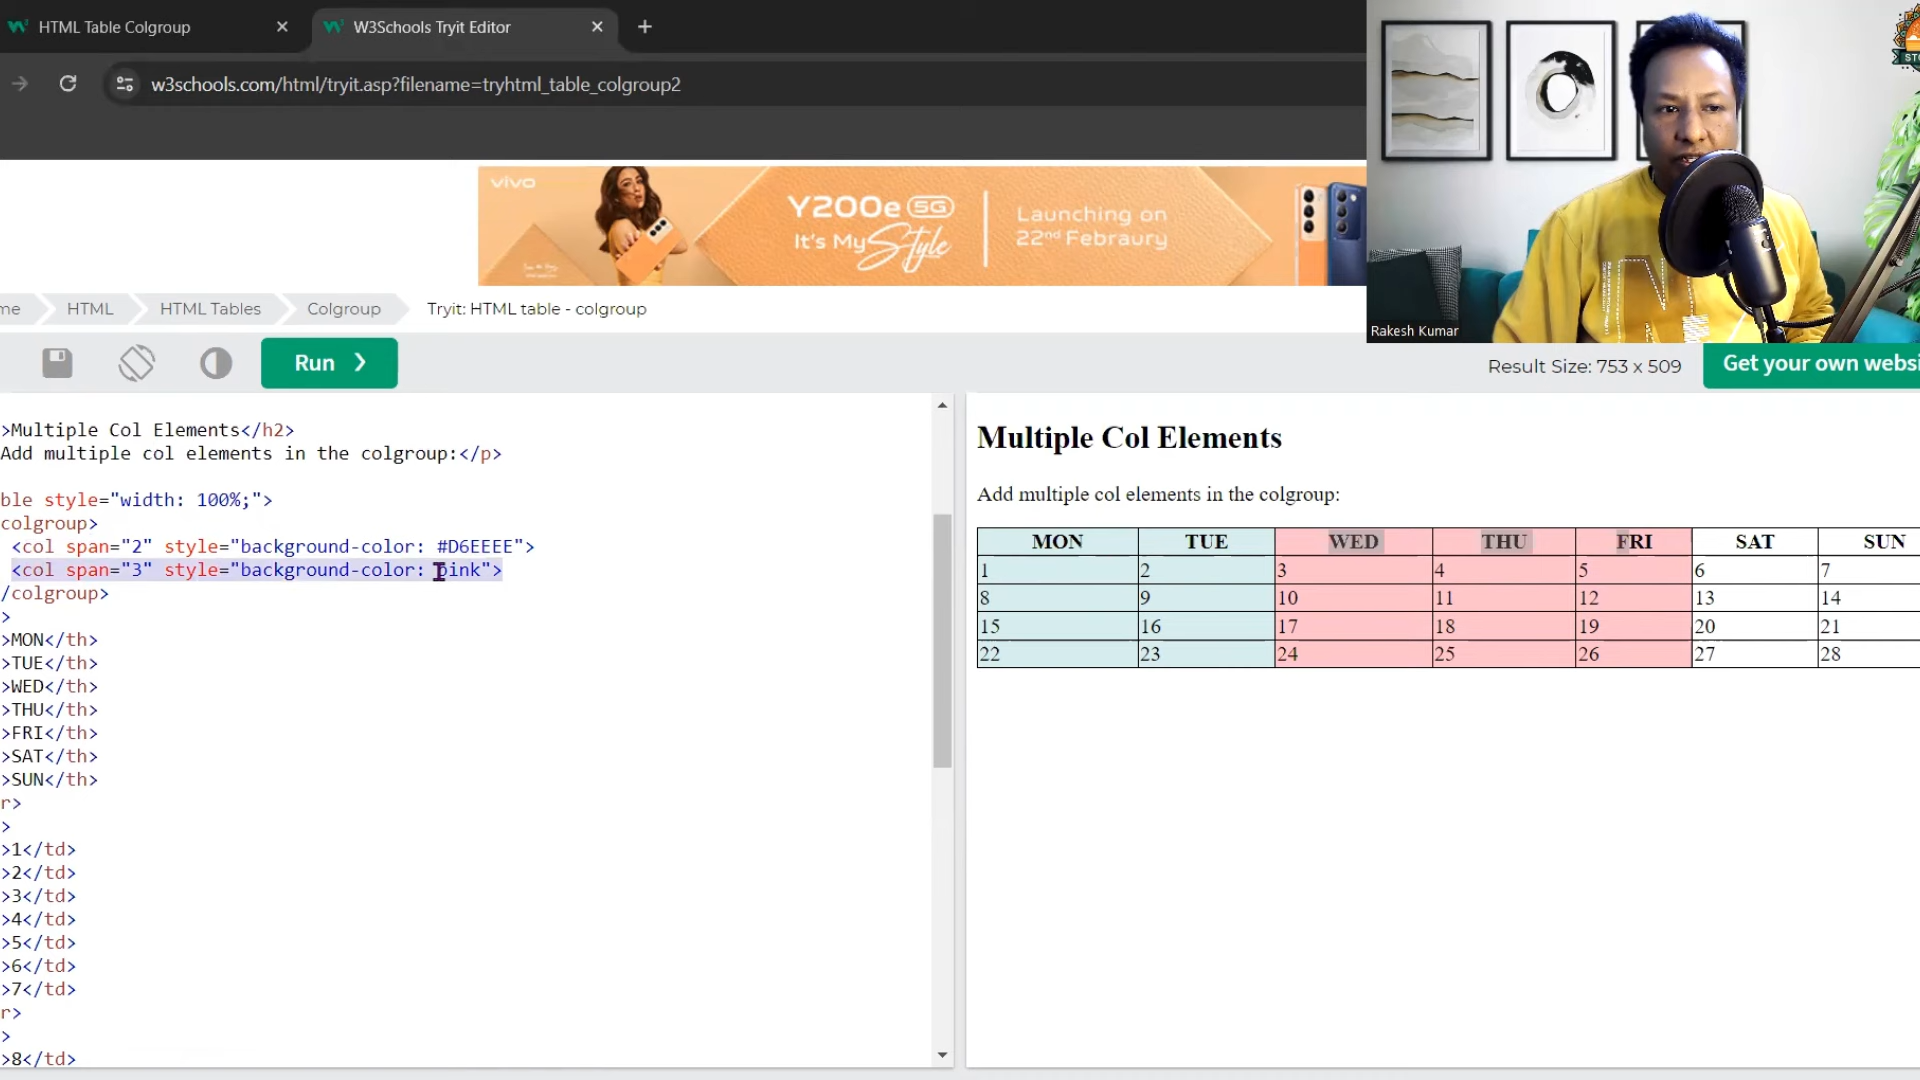 HTML Table Colgroup
W3Schools Tryit Editor
w3schools.com/html/tryit.asp?filename=tryhtml_table_colgroup2
vivo
Y200e 5G
It's My Style
Launching on
22nd Febraury
Rakesh Kumar
me
HTML
HTML Tables
Colgroup
Tryit: HTML table - colgroup
Run ❯
Result Size: 753 x 509
Get your own websi
>Multiple Col Elements</h2>
Add multiple col elements in the colgroup:</p>
ble style="width: 100%;">
colgroup>
<col span="2" style="background-color: #D6EEEE">
<col span="3" style="background-color: pink">
/colgroup>
>
>MON</th>
>TUE</th>
>WED</th>
>THU</th>
>FRI</th>
>SAT</th>
>SUN</th>
r>
>
>1</td>
>2</td>
>3</td>
>4</td>
>5</td>
>6</td>
>7</td>
r>
>
>8</td>
Multiple Col Elements
Add multiple col elements in the colgroup:
MON TUE WED THU FRI SAT SUN
1 2 3 4 5 6 7
8 9 10 11 12 13 14
15 16 17 18 19 20 21
22 23 24 25 26 27 28